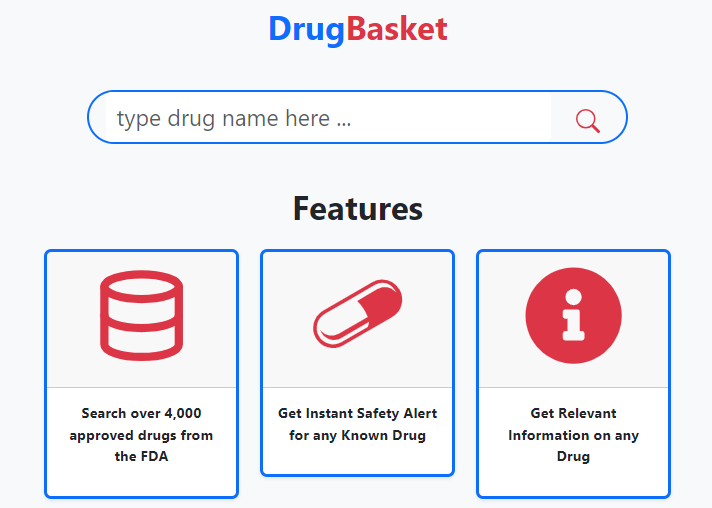 DrugBasket
type drug name here ...
Features
Search over 4,000
approved drugs from
the FDA
Get Instant Safety Alert
for any Known Drug
Get Relevant
Information on any
Drug